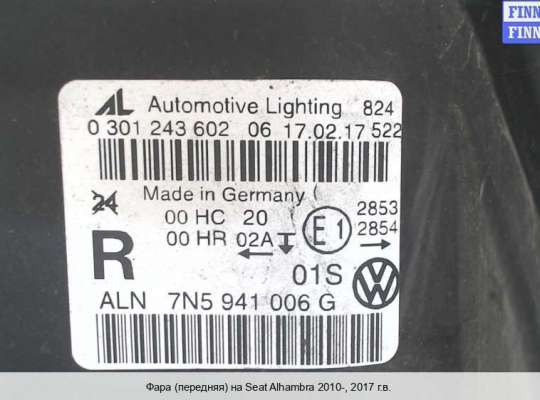 FINN
FINN
AL Automotive Lighting 824
0 301 243 602 06 17.02.17 522
24 Made in Germany
00 HC 20
00 HR 02A E1 2853
2854
R 01S VW
ALN 7N5 941 006 G
Фара (передняя) на Seat Alhambra 2010-, 2017 г.в.